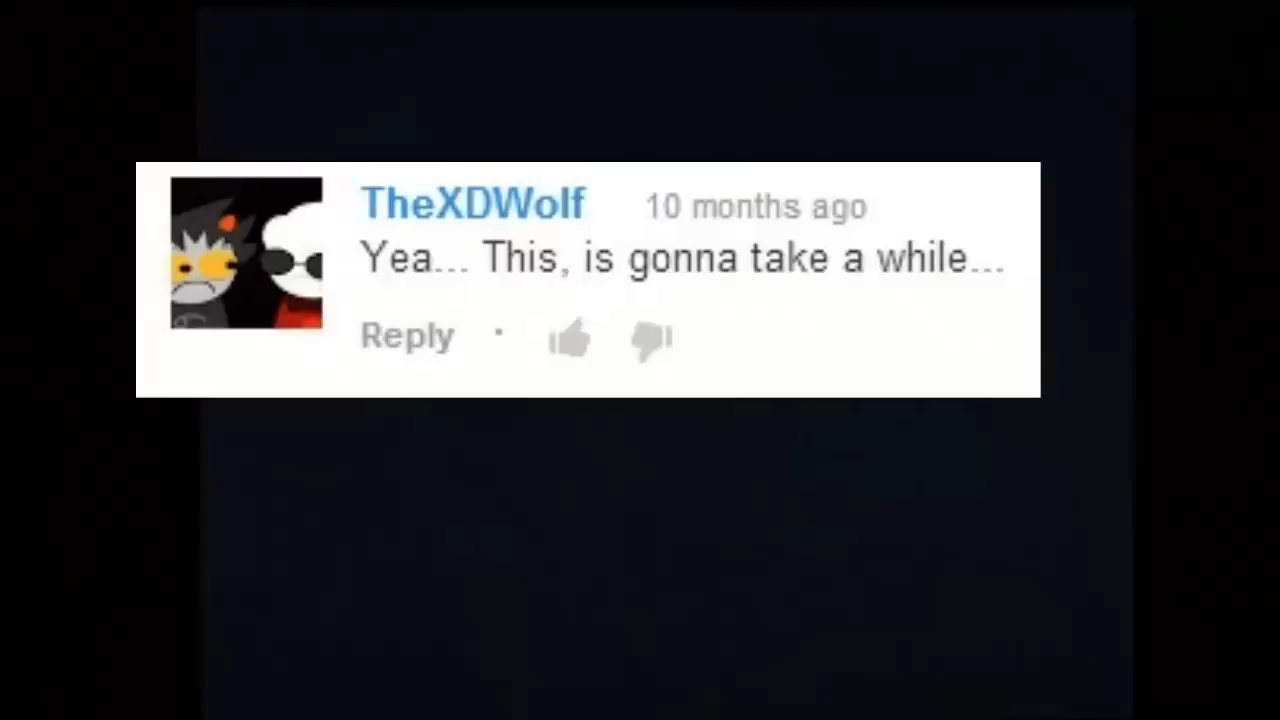 TheXDWolf 10 months ago
Yea... This, is gonna take a while...
Reply